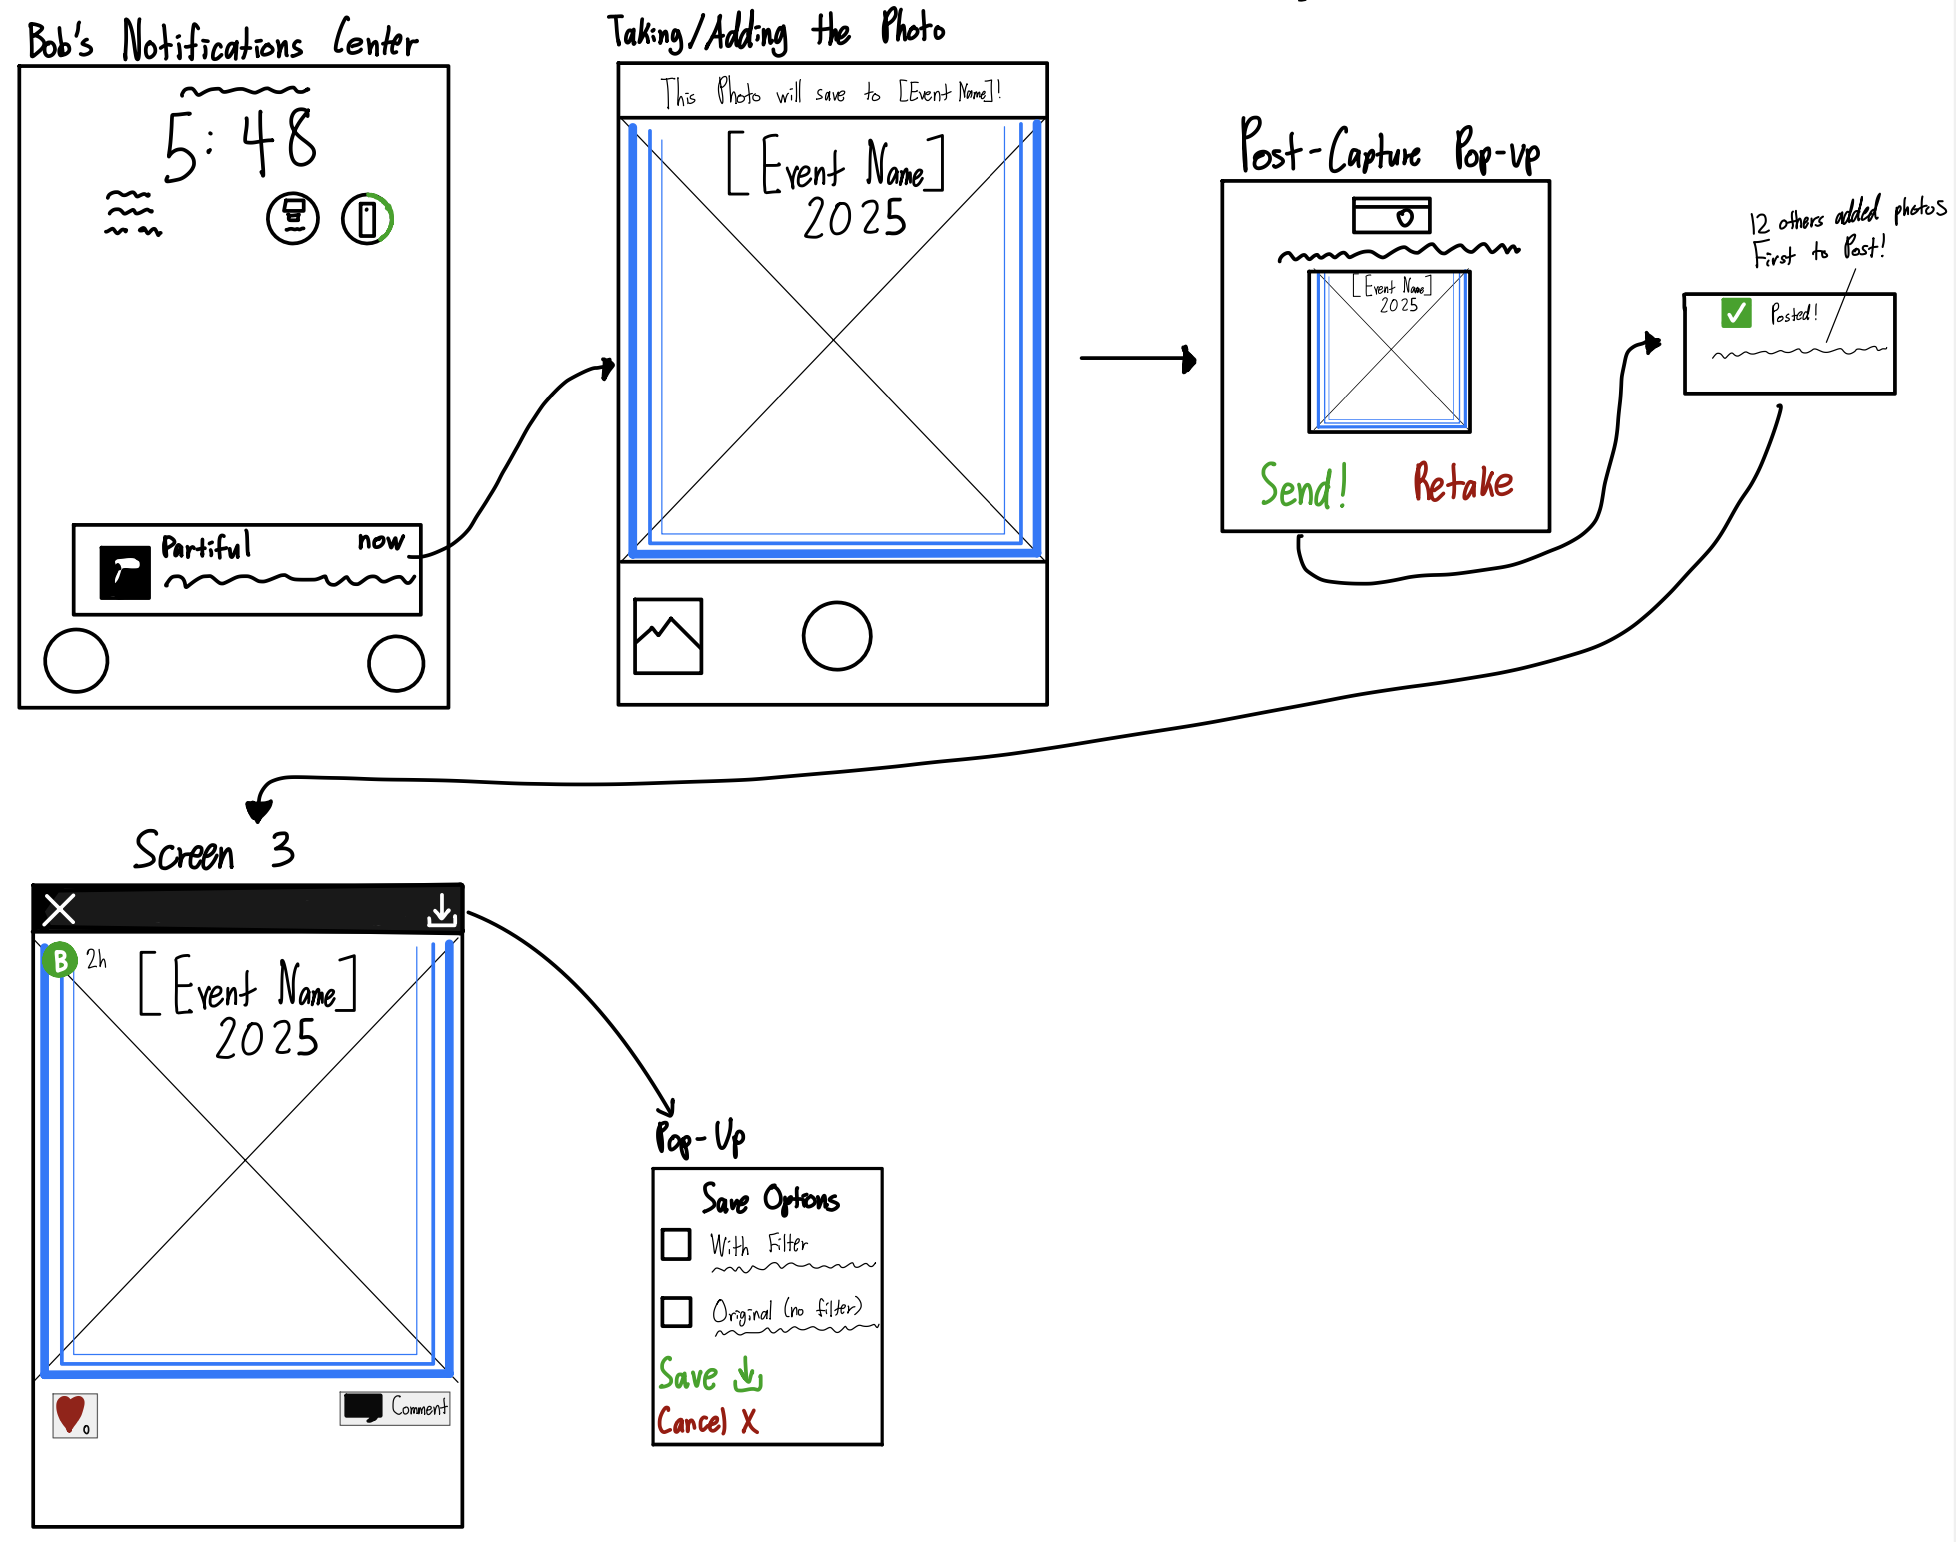 Bob's Notifications Center
5:48
Partiful now
Taking/Adding the Photo
This Photo will save to [Event Name]!
[Event Name]
2025
Post-Capture Pop-up
[Event Name]
2025
Send! Retake
12 others added photos
First to Post!
Posted!
Screen 3
B 2h
[Event Name]
2025
0
Comment
Pop-Up
Save Options
With Filter
Original (no filter)
Save
Cancel X